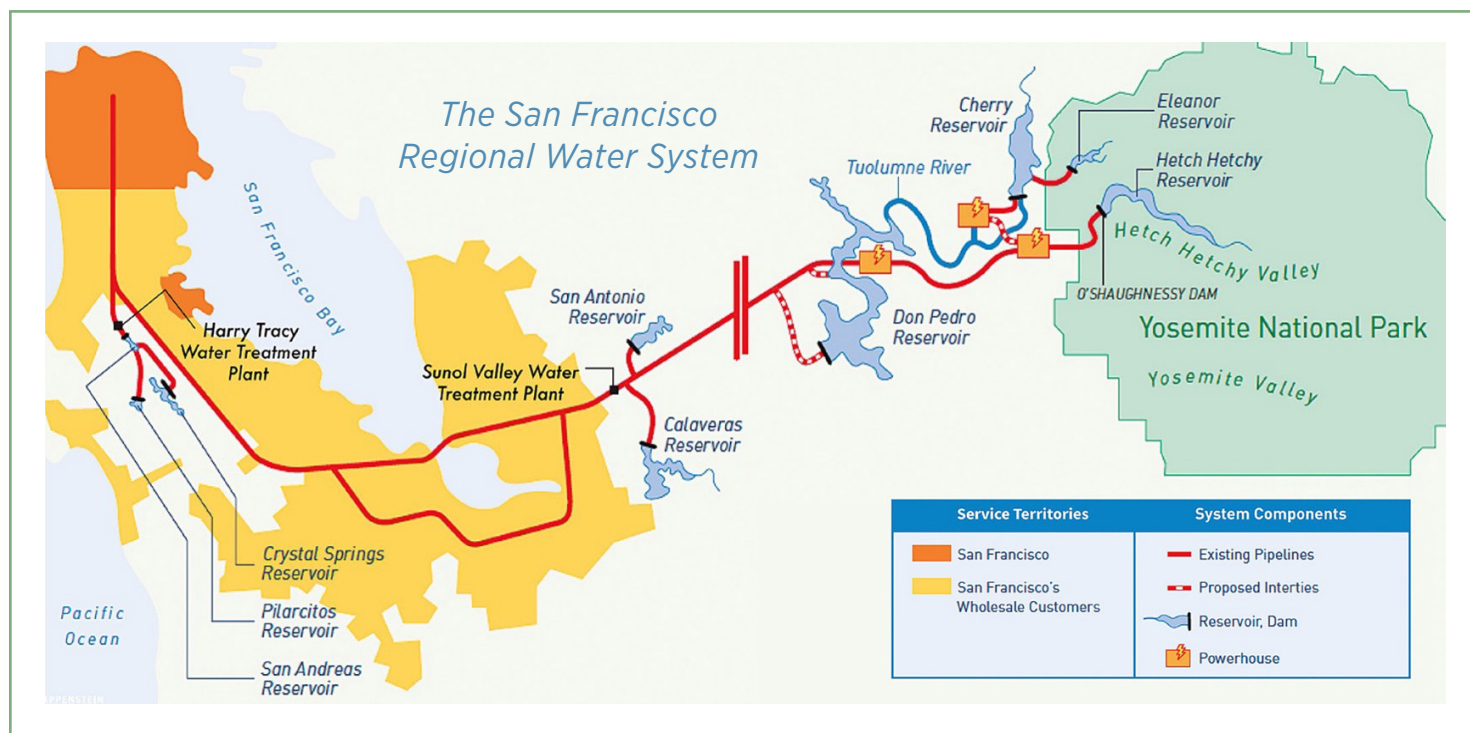 The San Francisco
Regional Water System
San Francisco Bay
Cherry
Reservoir
Eleanor
Reservoir
Hetch Hetchy
Reservoir
Tuolumne River
Hetch Hetchy Valley
O'SHAUGHNESSY DAM
Yosemite National Park
Yosemite Valley
San Antonio
Reservoir
Don Pedro
Reservoir
Harry Tracy
Water Treatment
Plant
Sunol Valley Water
Treatment Plant
Calaveras
Reservoir
Crystal Springs
Reservoir
Pilarcitos
Reservoir
San Andreas
Reservoir
Pacific
Ocean
Service Territories
San Francisco
San Francisco's
Wholesale Customers
System Components
Existing Pipelines
Proposed Interties
Reservoir, Dam
Powerhouse